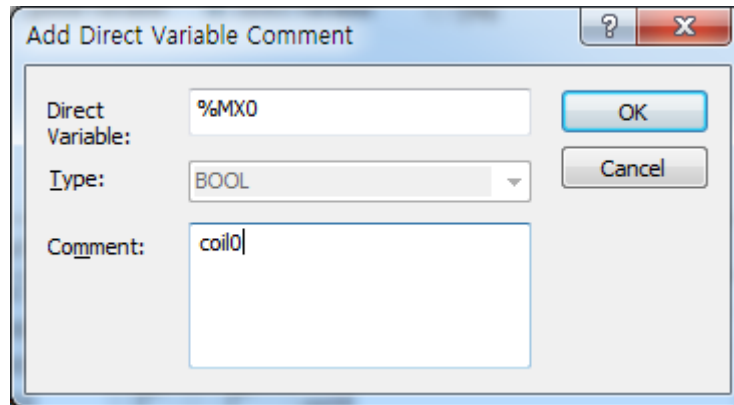 Add Direct Variable Comment
Direct Variable:
%MX0
OK
Type:
BOOL
Cancel
Comment:
coil0